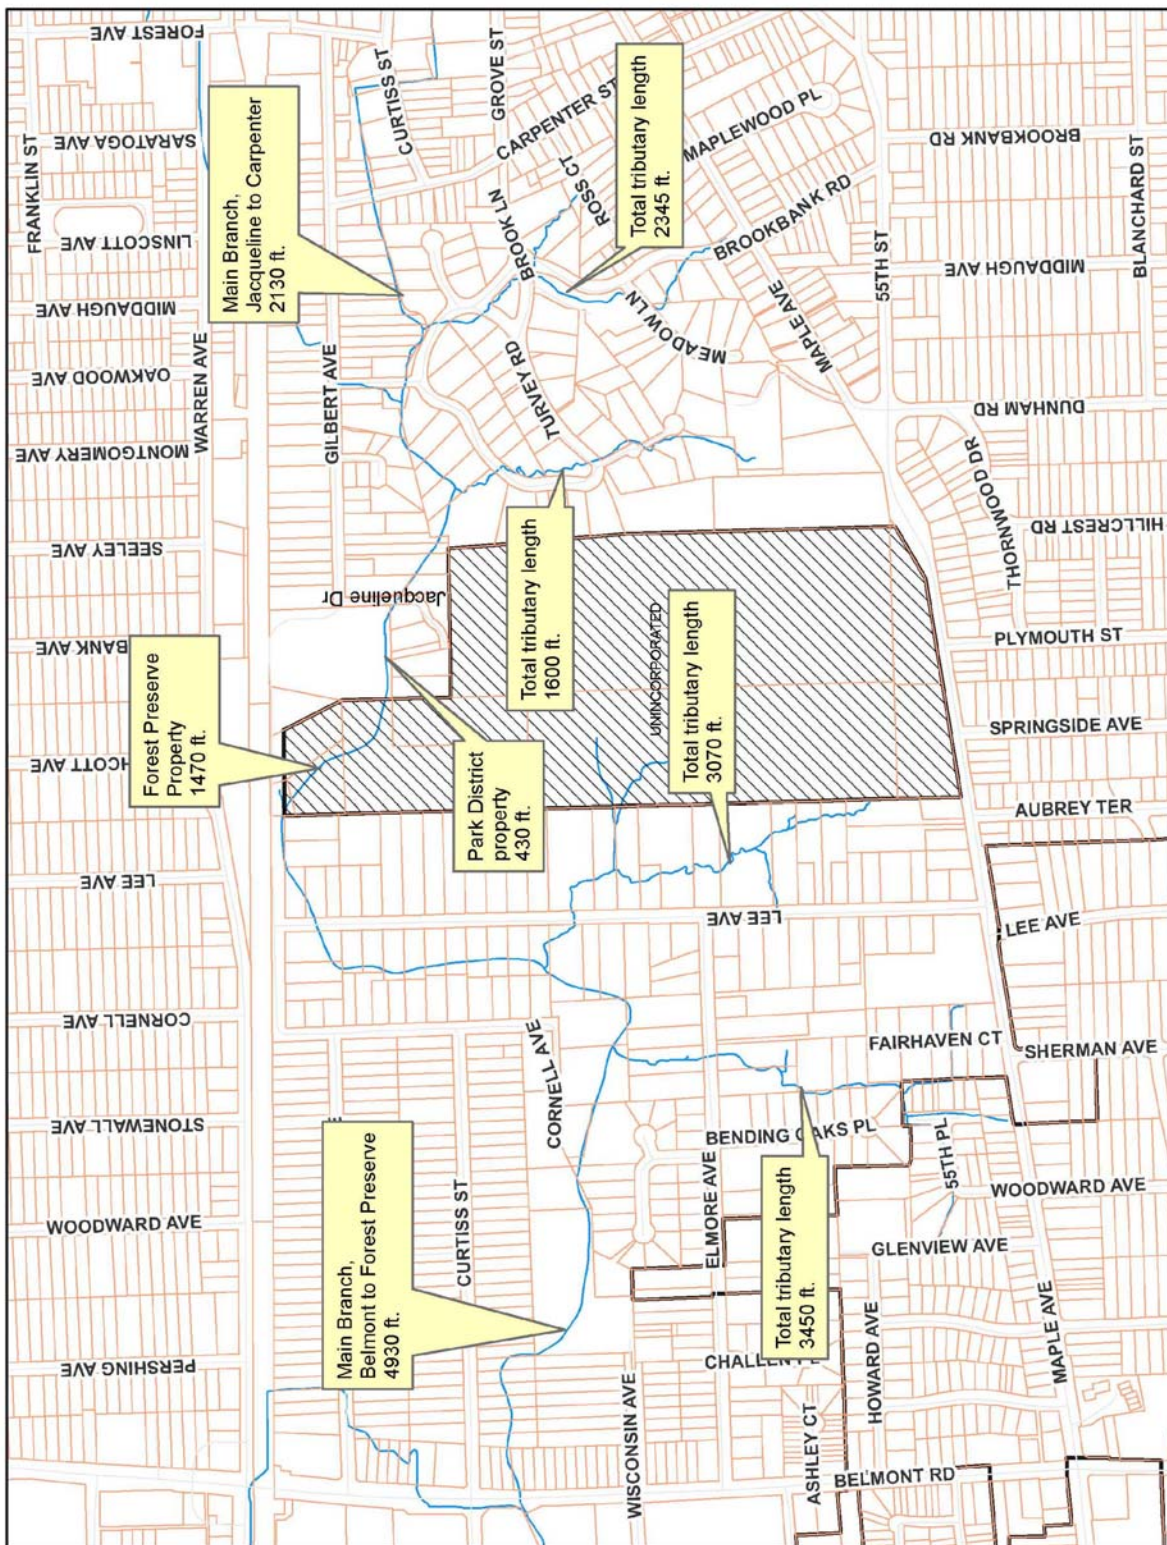 FOREST AVE
SARATOGA AVE
FRANKLIN ST
LINSCOTT AVE
MIDDAUGH AVE
OAKWOOD AVE
MONTGOMERY AVE
WARREN AVE
SEELEY AVE
BANK AVE
HCOTT AVE
LEE AVE
CORNELL AVE
STONEWALL AVE
WOODWARD AVE
PERSHING AVE
Main Branch,
Jacqueline to Carpenter
2130 ft.
CURTISS ST
GROVE ST
CARPENTER ST
Total tributary length
2345 ft.
MAPLEWOOD PL
ROSS CT
BROOK LN
BROOKBANK RD
BROOKBANK RD
BLANCHARD ST
MIDDAUGH AVE
55TH ST
MAPLE AVE
MEADOW LN
TURVEY RD
GILBERT AVE
DUNHAM RD
THORNWOOD DR
HILLCREST RD
Total tributary length
1600 ft.
Jacqueline Dr
Forest Preserve
Property
1470 ft.
Park District
property
430 ft.
UNINCORPORATED
Total tributary length
3070 ft.
PLYMOUTH ST
SPRINGSIDE AVE
AUBREY TER
LEE AVE
LEE AVE
CORNELL AVE
FAIRHAVEN CT
SHERMAN AVE
BENDING OAKS PL
55TH PL
WOODWARD AVE
GLENVIEW AVE
ELMORE AVE
CURTISS ST
Main Branch,
Belmont to Forest Preserve
4930 ft.
Total tributary length
3450 ft.
HOWARD AVE
MAPLE AVE
WISCONSIN AVE
ASHLEY CT
BELMONT RD